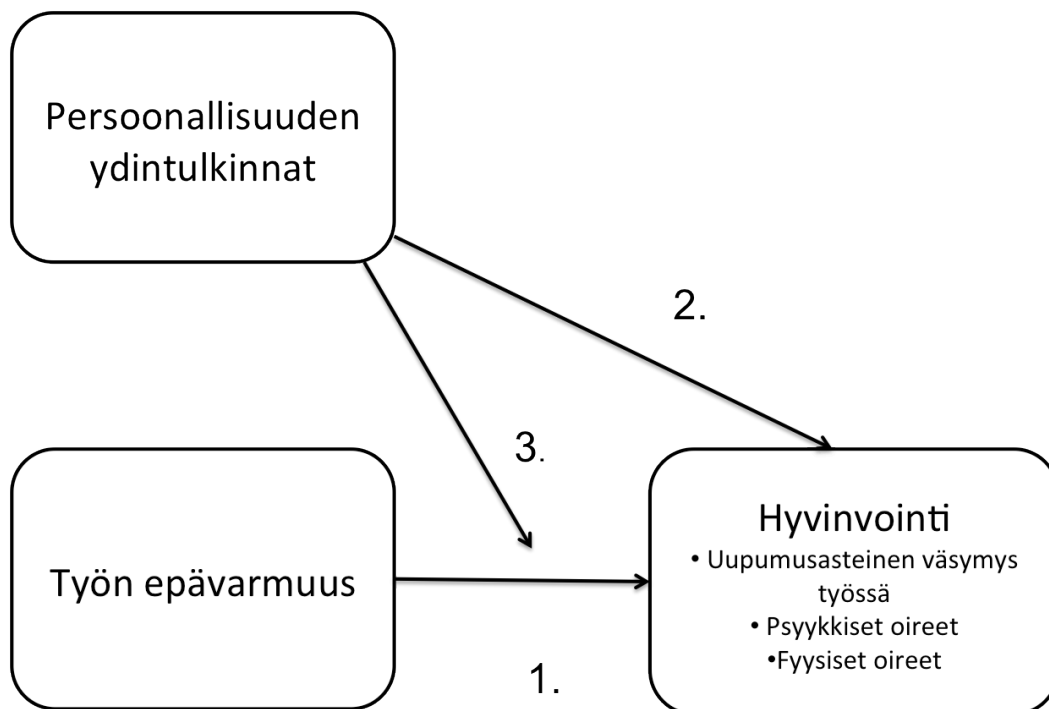 Persoonallisuuden
ydintulkinnat
2.
3.
Työn epävarmuus
1.
Hyvinvointi
• Uupumusasteinen väsymys
työssä
• Psyykkiset oireet
•Fyysiset oireet